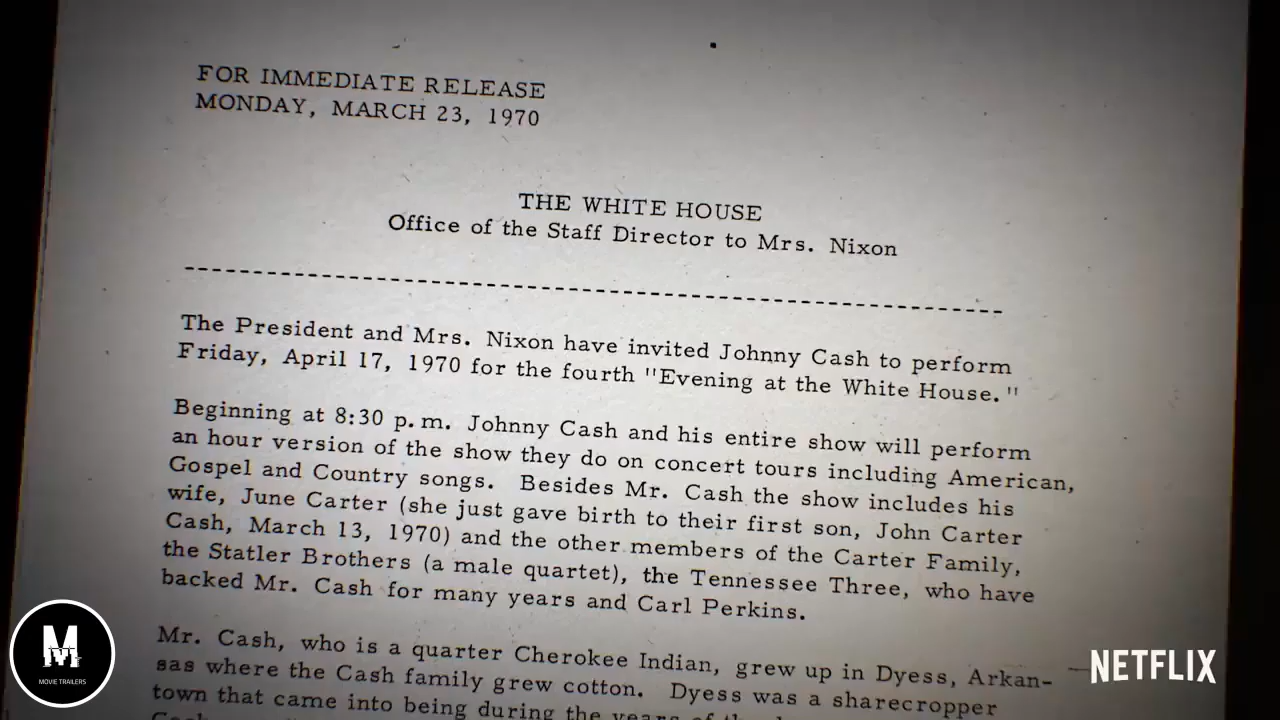 FOR IMMEDIATE RELEASE
MONDAY, MARCH 23, 1970
THE WHITE HOUSE
Office of the Staff Director to Mrs. Nixon
The President and Mrs. Nixon have invited Johnny Cash to perform
Friday, April 17, 1970 for the fourth "Evening at the White House."
Beginning at 8:30 p.m. Johnny Cash and his entire show will perform
an hour version of the show they do on concert tours including American,
Gospel and Country songs. Besides Mr. Cash the show includes his
wife, June Carter (she just gave birth to their first son, John Carter
Cash, March 13, 1970) and the other members of the Carter Family,
the Statler Brothers (a male quartet), the Tennessee Three, who have
backed Mr. Cash for many years and Carl Perkins.
Mr. Cash, who is a quarter Cherokee Indian, grew up in Dyess, Arkan-
sas where the Cash family grew cotton. Dyess was a sharecropper
town that came into being during the years of
M
MOVIE TRAILERS
NETFLIX